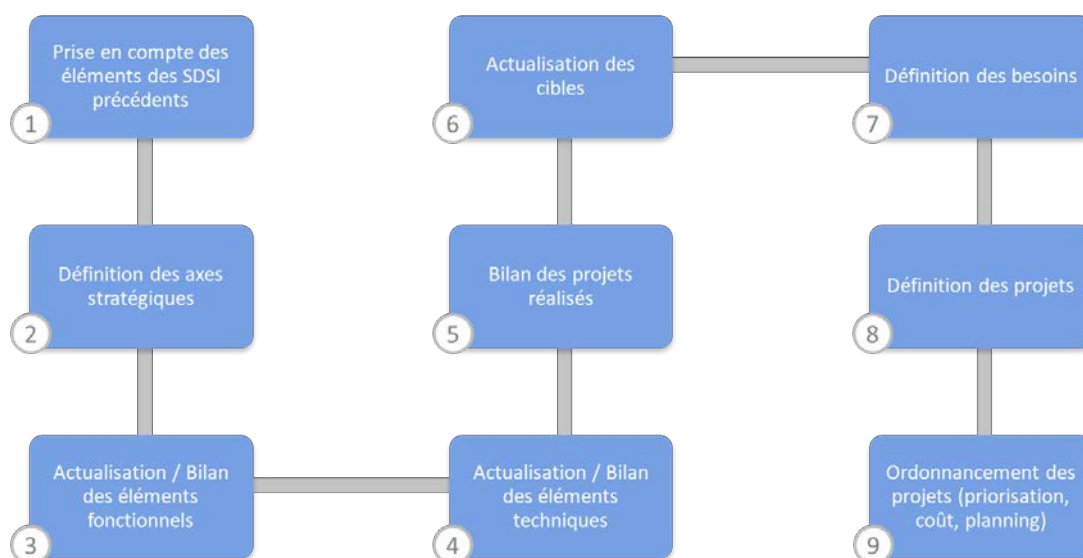 Prise en compte des
éléments des SDSI
précédents
1
Définition des axes
stratégiques
2
Actualisation / Bilan
des éléments
fonctionnels
3
Actualisation / Bilan
des éléments
techniques
4
Bilan des projets
réalisés
5
Actualisation des
cibles
6
Définition des besoins
7
Définition des projets
8
Ordonnancement des
projets (priorisation,
coût, planning)
9